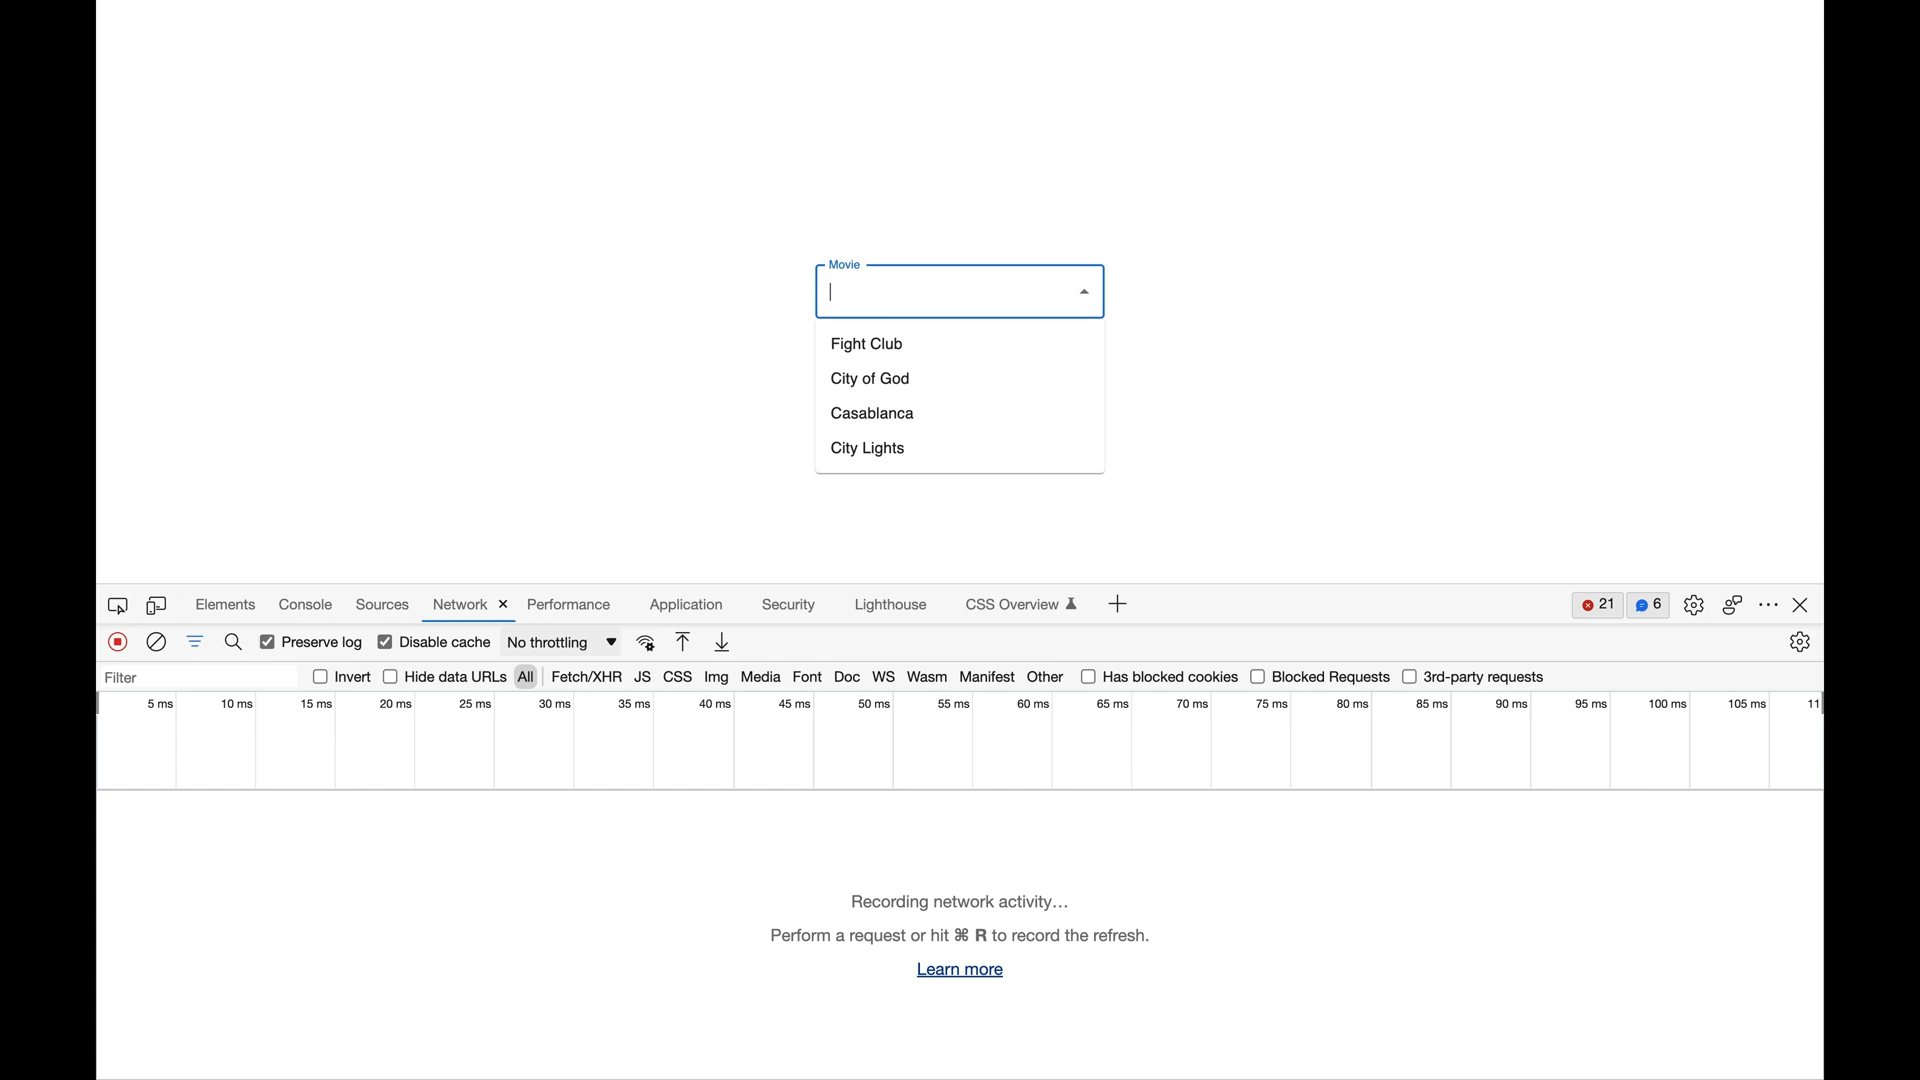 Movie
Fight Club
City of God
Casablanca
City Lights
Elements Console Sources Network Performance Application Security Lighthouse CSS Overview 21 6
Preserve log Disable cache No throttling
Filter Invert Hide data URLs All Fetch/XHR JS CSS Img Media Font Doc WS Wasm Manifest Other Has blocked cookies Blocked Requests 3rd-party requests
5 ms 10 ms 15 ms 20 ms 25 ms 30 ms 35 ms 40 ms 45 ms 50 ms 55 ms 60 ms 65 ms 70 ms 75 ms 80 ms 85 ms 90 ms 95 ms 100 ms 105 ms 11
Recording network activity…
Perform a request or hit ⌘ R to record the refresh.
Learn more